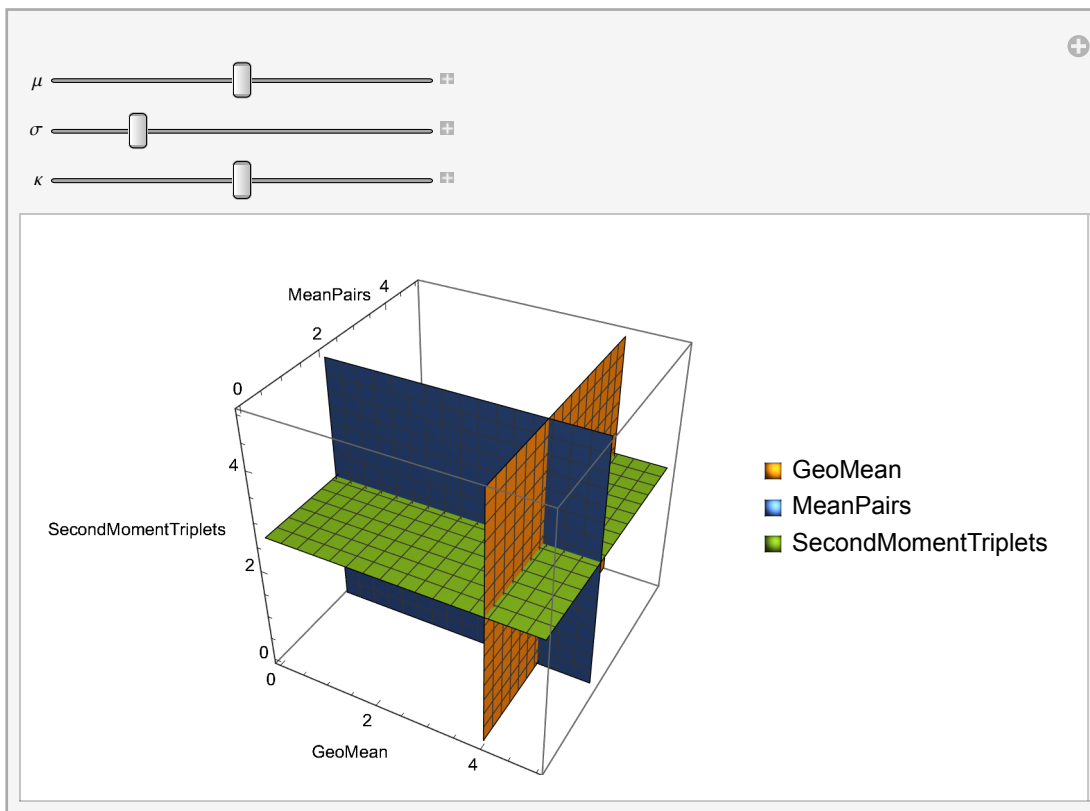 μ
σ
κ
MeanPairs
4
2
0
4
SecondMomentTriplets
2
0
0
2
GeoMean
4
GeoMean
MeanPairs
SecondMomentTriplets